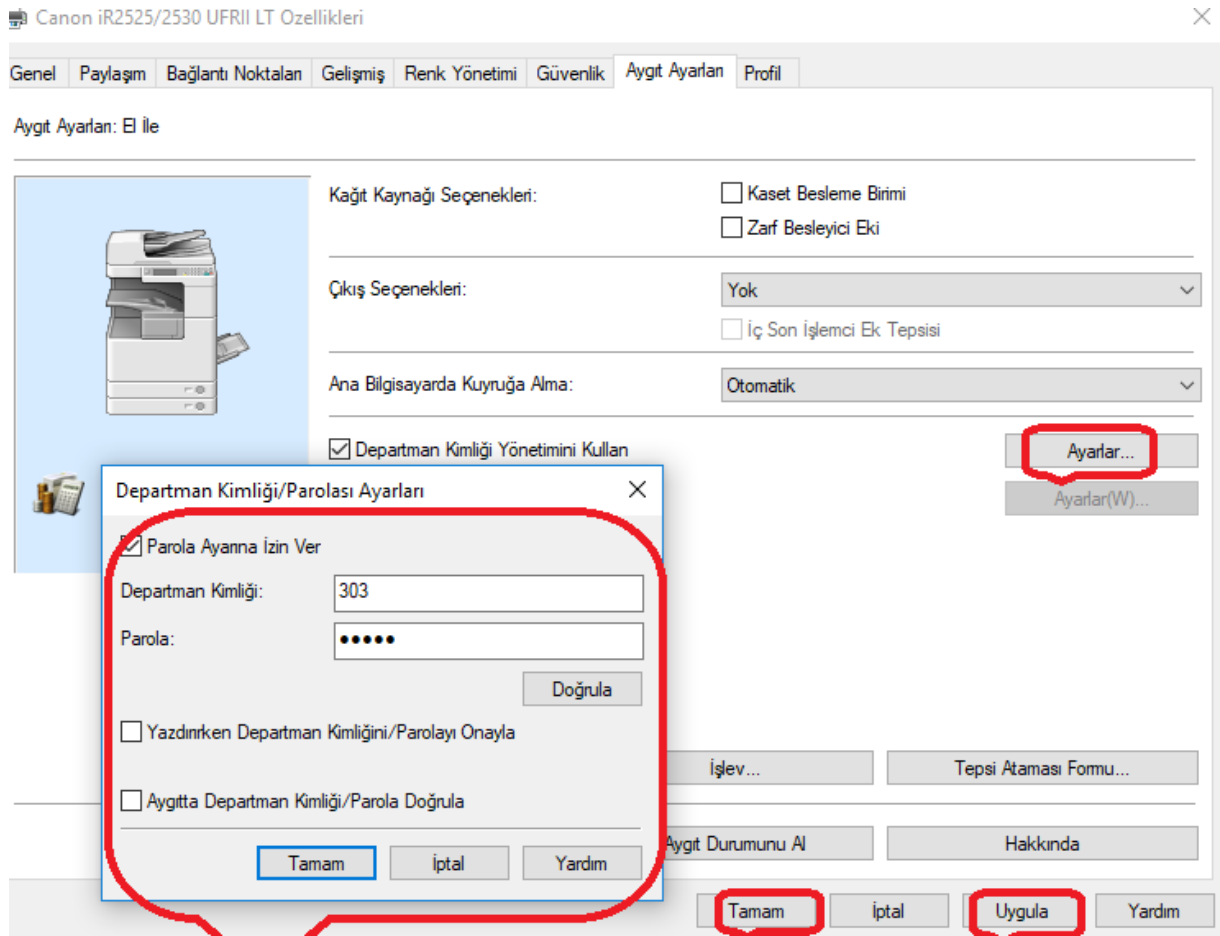 Canon iR2525/2530 UFRII LT Özellikleri
Genel Paylaşım Bağlantı Noktaları Gelişmiş Renk Yönetimi Güvenlik Aygıt Ayarları Profil
Aygıt Ayarları: El İle
Kağıt Kaynağı Seçenekleri:
Kaset Besleme Birimi
Zarf Besleyici Eki
Çıkış Seçenekleri:
Yok
İç Son İşlemci Ek Tepsisi
Ana Bilgisayarda Kuyruğa Alma:
Otomatik
Departman Kimliği Yönetimini Kullan
Ayarlar...
Ayarlar(W)...
Departman Kimliği/Parolası Ayarları
Parola Ayarına İzin Ver
Departman Kimliği: 303
Parola: •••••
Doğrula
Yazdırırken Departman Kimliğini/Parolayı Onayla
Aygıtta Departman Kimliği/Parola Doğrula
Tamam İptal Yardım
İşlev... Tepsi Ataması Formu...
Aygıt Durumunu Al Hakkında
Tamam İptal Uygula Yardım